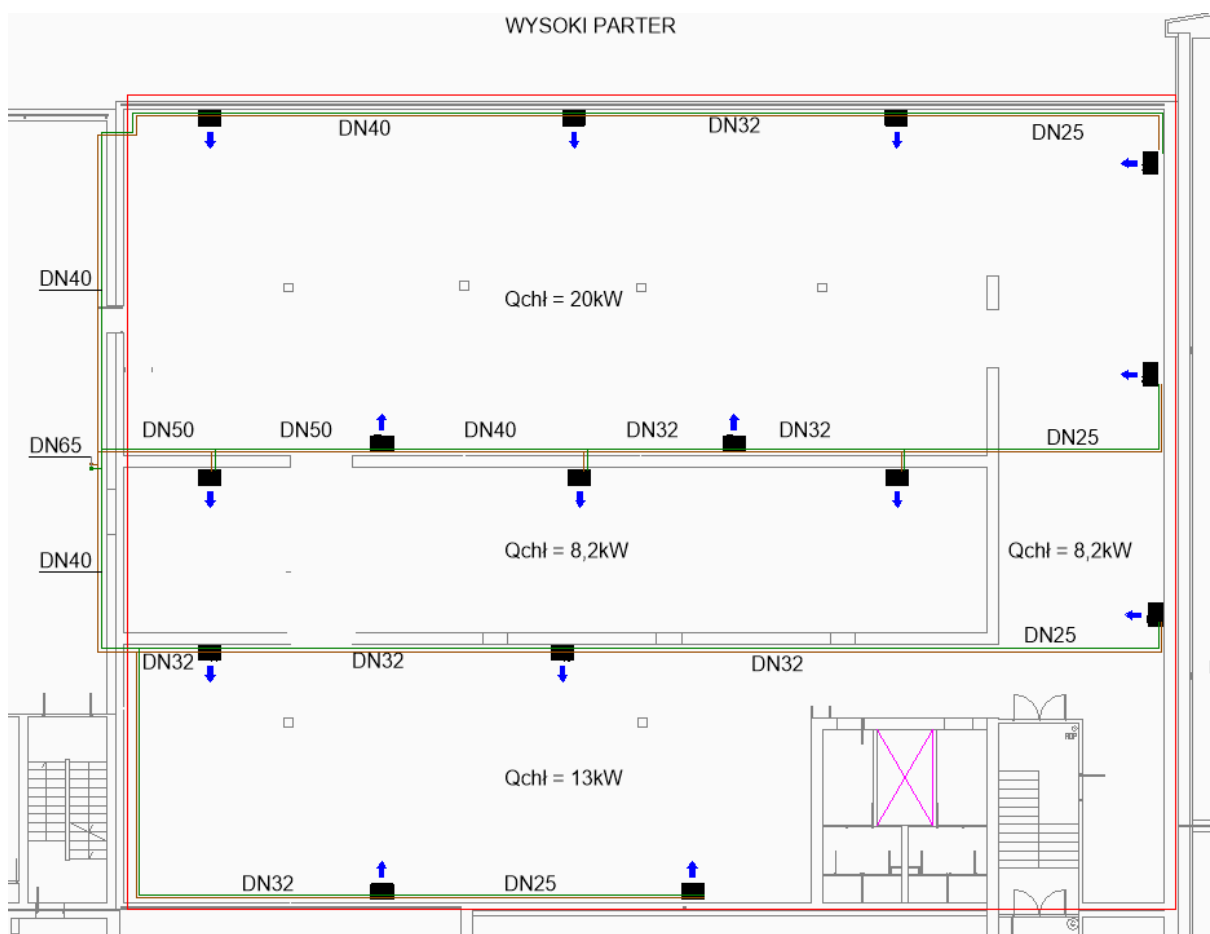 WYSOKI PARTER
DN40
DN32
DN25
DN40
Qchł = 20kW
DN50
DN50
DN40
DN32
DN32
DN25
DN65
Qchł = 8,2kW
Qchł = 8,2kW
DN40
DN25
DN32
DN32
DN32
Qchł = 13kW
DN32
DN25